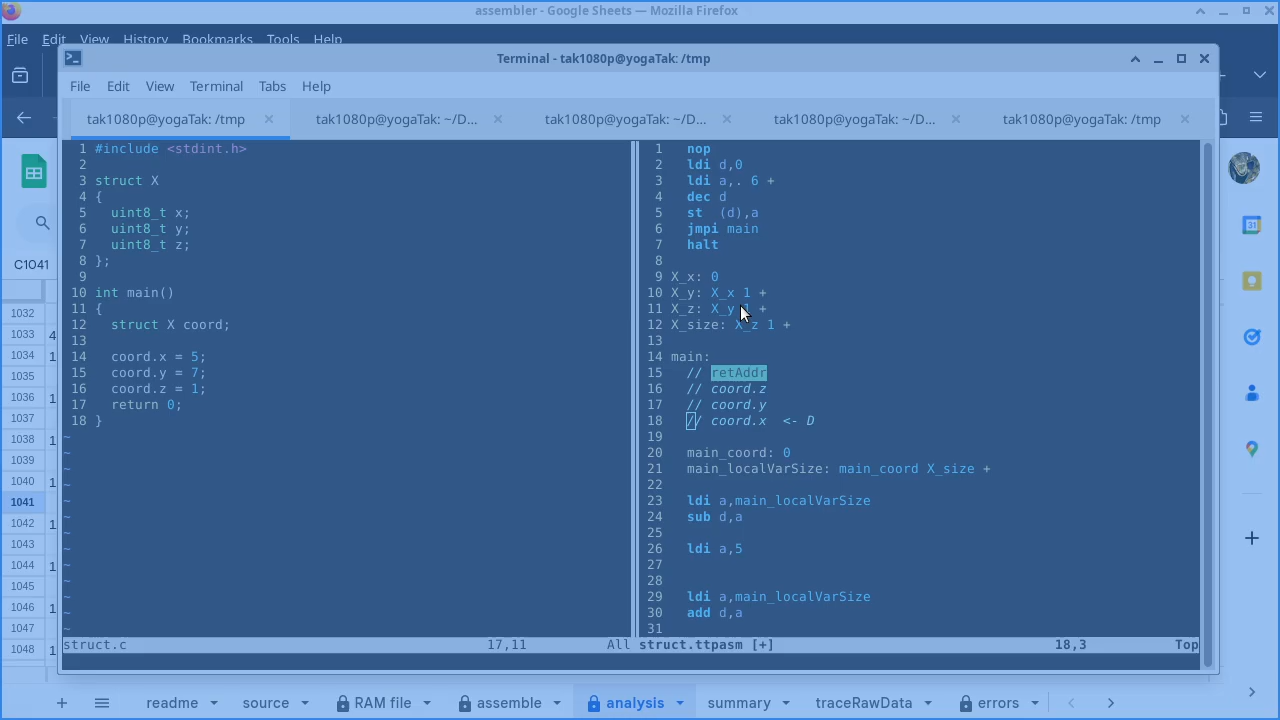 assembler - Google Sheets — Mozilla Firefox
File Edit View History Bookmarks Tools Help
Terminal - tak1080p@yogaTak: /tmp
File Edit View Terminal Tabs Help
tak1080p@yogaTak: /tmp
tak1080p@yogaTak: ~/D...
tak1080p@yogaTak: ~/D...
tak1080p@yogaTak: ~/D...
tak1080p@yogaTak: /tmp
1 #include <stdint.h>
2
3 struct X
4 {
5 uint8_t x;
6 uint8_t y;
7 uint8_t z;
8 };
9
10 int main()
11 {
12 struct X coord;
13
14 coord.x = 5;
15 coord.y = 7;
16 coord.z = 1;
17 return 0;
18 }
~
~
~
~
~
~
~
~
~
~
~
~
~
struct.c 17,11 All
1 nop
2 ldi d,0
3 ldi a,. 6 +
4 dec d
5 st (d),a
6 jmpi main
7 halt
8
9 X_x: 0
10 X_y: X_x 1 +
11 X_z: X_y 1 +
12 X_size: X_z 1 +
13
14 main:
15 // retAddr
16 // coord.z
17 // coord.y
18 // coord.x <- D
19
20 main_coord: 0
21 main_localVarSize: main_coord X_size +
22
23 ldi a,main_localVarSize
24 sub d,a
25
26 ldi a,5
27
28
29 ldi a,main_localVarSize
30 add d,a
31
struct.ttpasm [+] 18,3 Top
C1041
1032
1033 4
1034 1
1035
1036 1
1037
1038 1
1039
1040 1
1041
1042 1
1043
1044 1
1045
1046 1
1047
1048 1
31
readme
source
RAM file
assemble
analysis
summary
traceRawData
errors